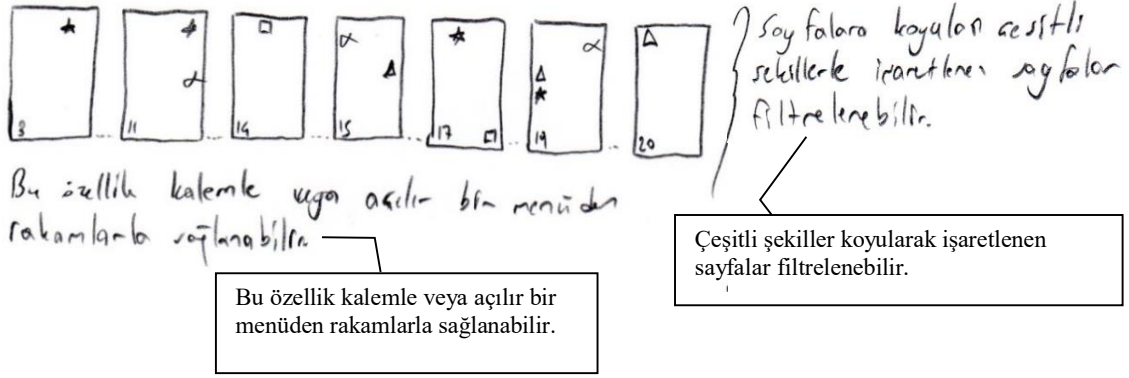 8 11 14 15 17 19 20
Sayfalara koyulan çeşitli
şekillerle işaretlenen sayfalar
filtrelenebilir.
Bu özellik kalemle veya açılır bir menüden
rakamlarla sağlanabilir.
Çeşitli şekiller koyularak işaretlenen
sayfalar filtrelenebilir.
Bu özellik kalemle veya açılır bir
menüden rakamlarla sağlanabilir.